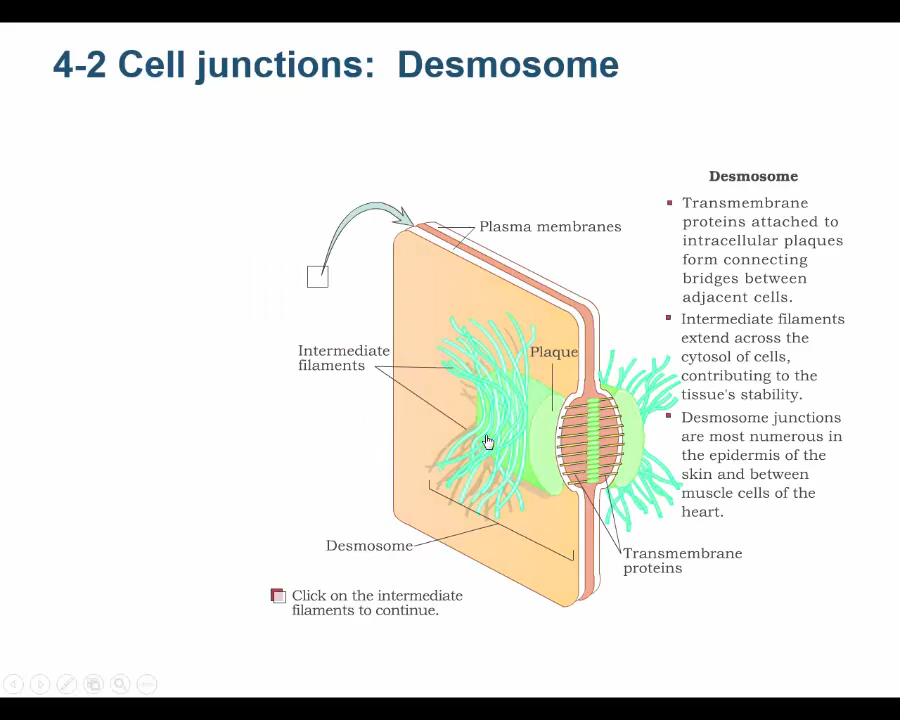 4-2 Cell junctions: Desmosome
Desmosome
Transmembrane
proteins attached to
intracellular plaques
form connecting
bridges between
adjacent cells.
Intermediate filaments
extend across the
cytosol of cells,
contributing to the
tissue's stability.
Desmosome junctions
are most numerous in
the epidermis of the
skin and between
muscle cells of the
heart.
Plasma membranes
Intermediate
filaments
Plaque
Desmosome
Transmembrane
proteins
Click on the intermediate
filaments to continue.